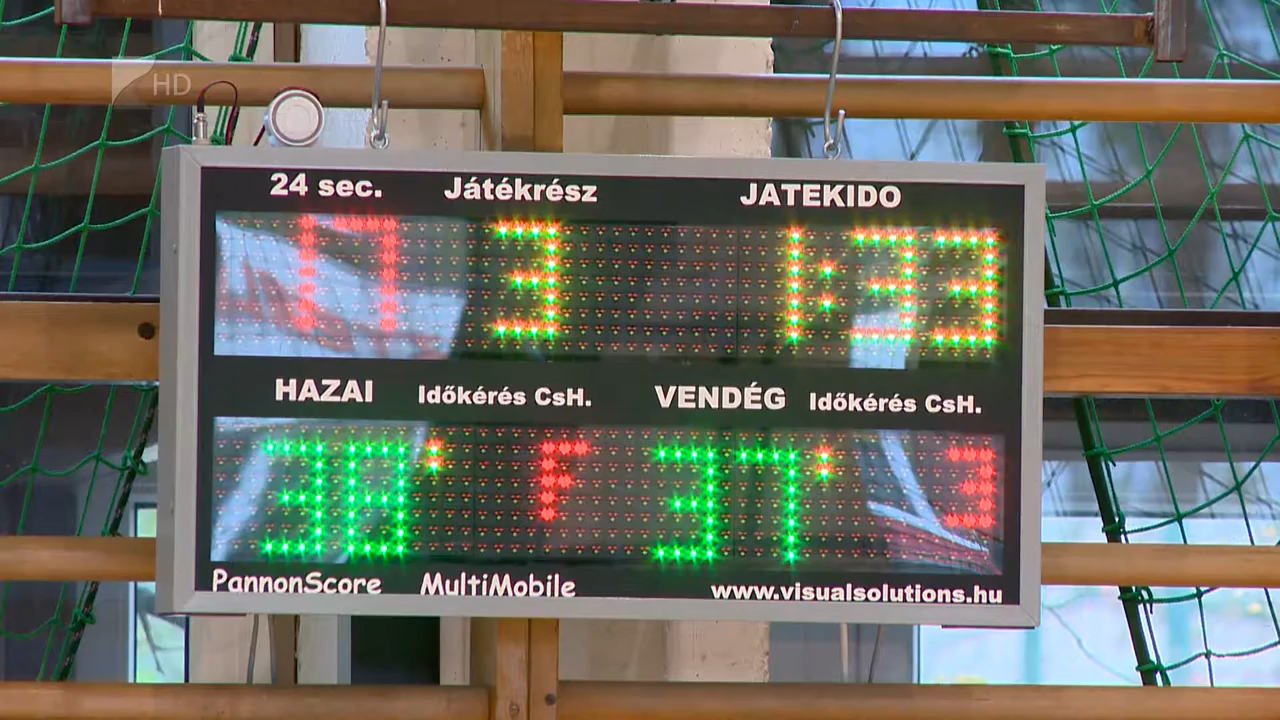 HD
24 sec. Játékrész JATEKIDO
17 3 1:33
HAZAI Időkérés CsH. VENDÉG Időkérés CsH.
38 : F 37 : 3
PannonScore MultiMobile www.visualsolutions.hu